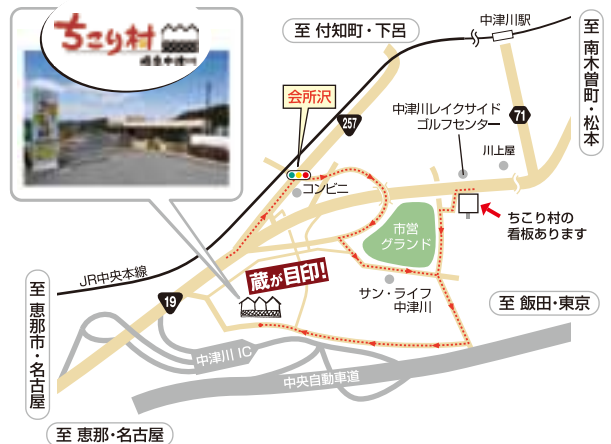 ちこり村
岐阜中津川
至 付知町・下呂
中津川駅
至 南木曽町・松本
会所沢
257
71
中津川レイクサイド
ゴルフセンター
川上屋
コンビニ
ちこり村の
看板あります
市営
グランド
JR中央本線
蔵が目印!
サン・ライフ
中津川
19
至 飯田・東京
至 恵那市・名古屋
中津川 IC
中央自動車道
至 恵那・名古屋